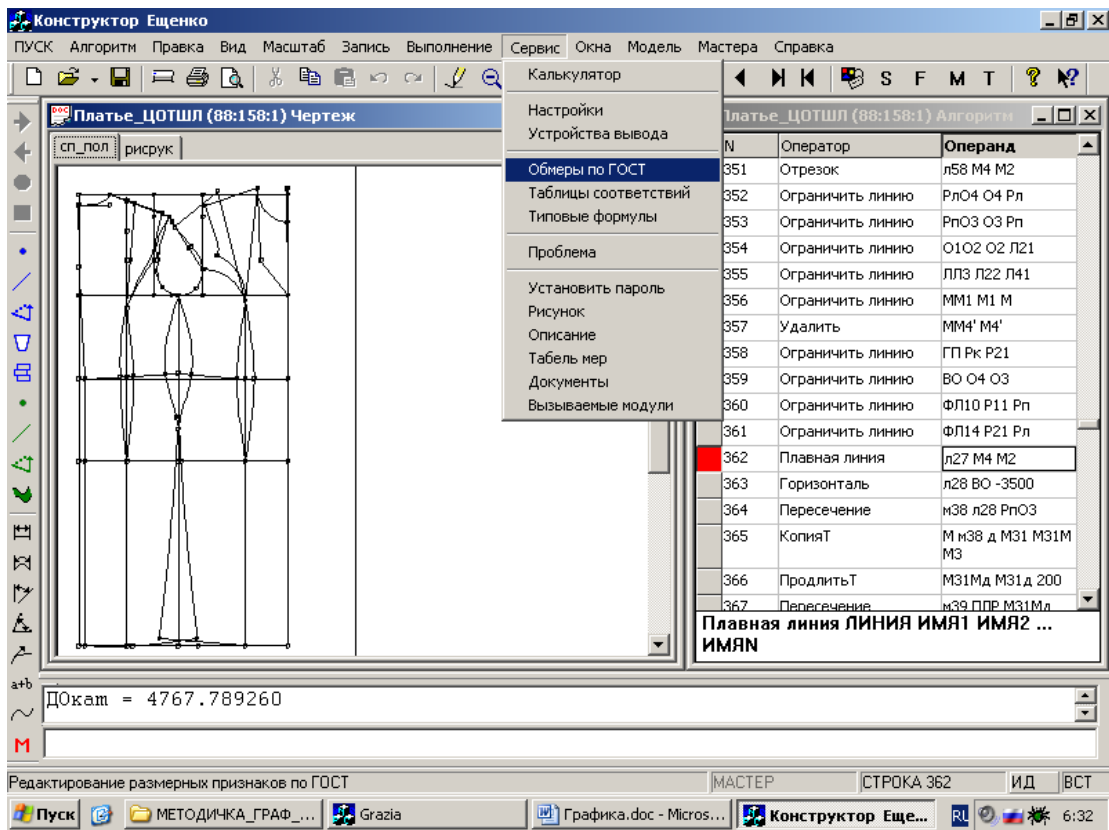 Конструктор Ещенко
ПУСК Алгоритм Правка Вид Масштаб Запись Выполнение Сервис Окна Модель Мастера Справка
S F M T
Калькулятор
Настройки
Устройства вывода
Обмеры по ГОСТ
Таблицы соответствий
Типовые формулы
Проблема
Установить пароль
Рисунок
Описание
Табель мер
Документы
Вызываемые модули
Платье_ЦОТШЛ (88:158:1) Чертеж
сп_пол рисрук
Платье_ЦОТШЛ (88:158:1) Алгоритм
N Оператор Операнд
351 Отрезок л58 М4 М2
352 Ограничить линию РлО4 О4 Рл
353 Ограничить линию РпО3 О3 Рп
354 Ограничить линию О1О2 О2 Л21
355 Ограничить линию ЛЛ3 Л22 Л41
356 Ограничить линию ММ1 М1 М
357 Удалить ММ4' М4'
358 Ограничить линию ГП Рк Р21
359 Ограничить линию ВО О4 О3
360 Ограничить линию ФЛ10 Р11 Рп
361 Ограничить линию ФЛ14 Р21 Рл
362 Плавная линия л27 М4 М2
363 Горизонталь л28 ВО -3500
364 Пересечение м38 л28 РпО3
365 КопияТ М м38 д М31 М31М
М3
366 ПродлитьТ М31Мд М31д 200
367 Пересечение м39 ППР М31Мд
Плавная линия ЛИНИЯ ИМЯ1 ИМЯ2 ...
ИМЯN
a+b
М
ДОкат = 4767.789260
Редактирование размерных признаков по ГОСТ МАСТЕР СТРОКА 362 ИД ВСТ
Пуск МЕТОДИЧКА_ГРАФ_... Grazia Графика.doc - Micros... Конструктор Еще... RU 6:32